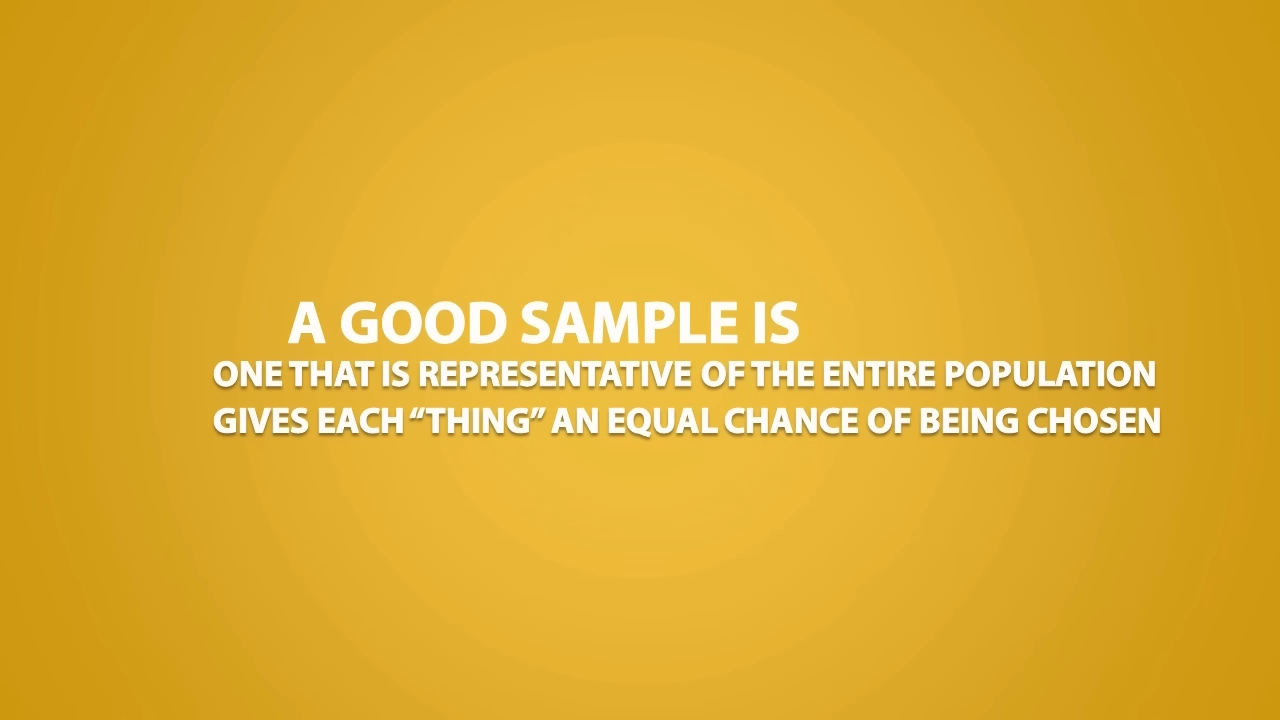 A GOOD SAMPLE IS
ONE THAT IS REPRESENTATIVE OF THE ENTIRE POPULATION
GIVES EACH “THING” AN EQUAL CHANCE OF BEING CHOSEN